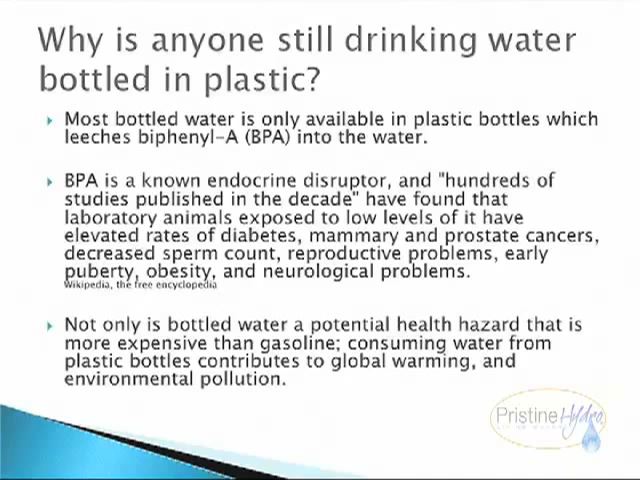 Why is anyone still drinking water
bottled in plastic?
Most bottled water is only available in plastic bottles which
leeches biphenyl-A (BPA) into the water.
BPA is a known endocrine disruptor, and "hundreds of
studies published in the decade" have found that
laboratory animals exposed to low levels of it have
elevated rates of diabetes, mammary and prostate cancers,
decreased sperm count, reproductive problems, early
puberty, obesity, and neurological problems.
Wikipedia, the free encyclopedia
Not only is bottled water a potential health hazard that is
more expensive than gasoline; consuming water from
plastic bottles contributes to global warming, and
environmental pollution.
Pristine Hydro